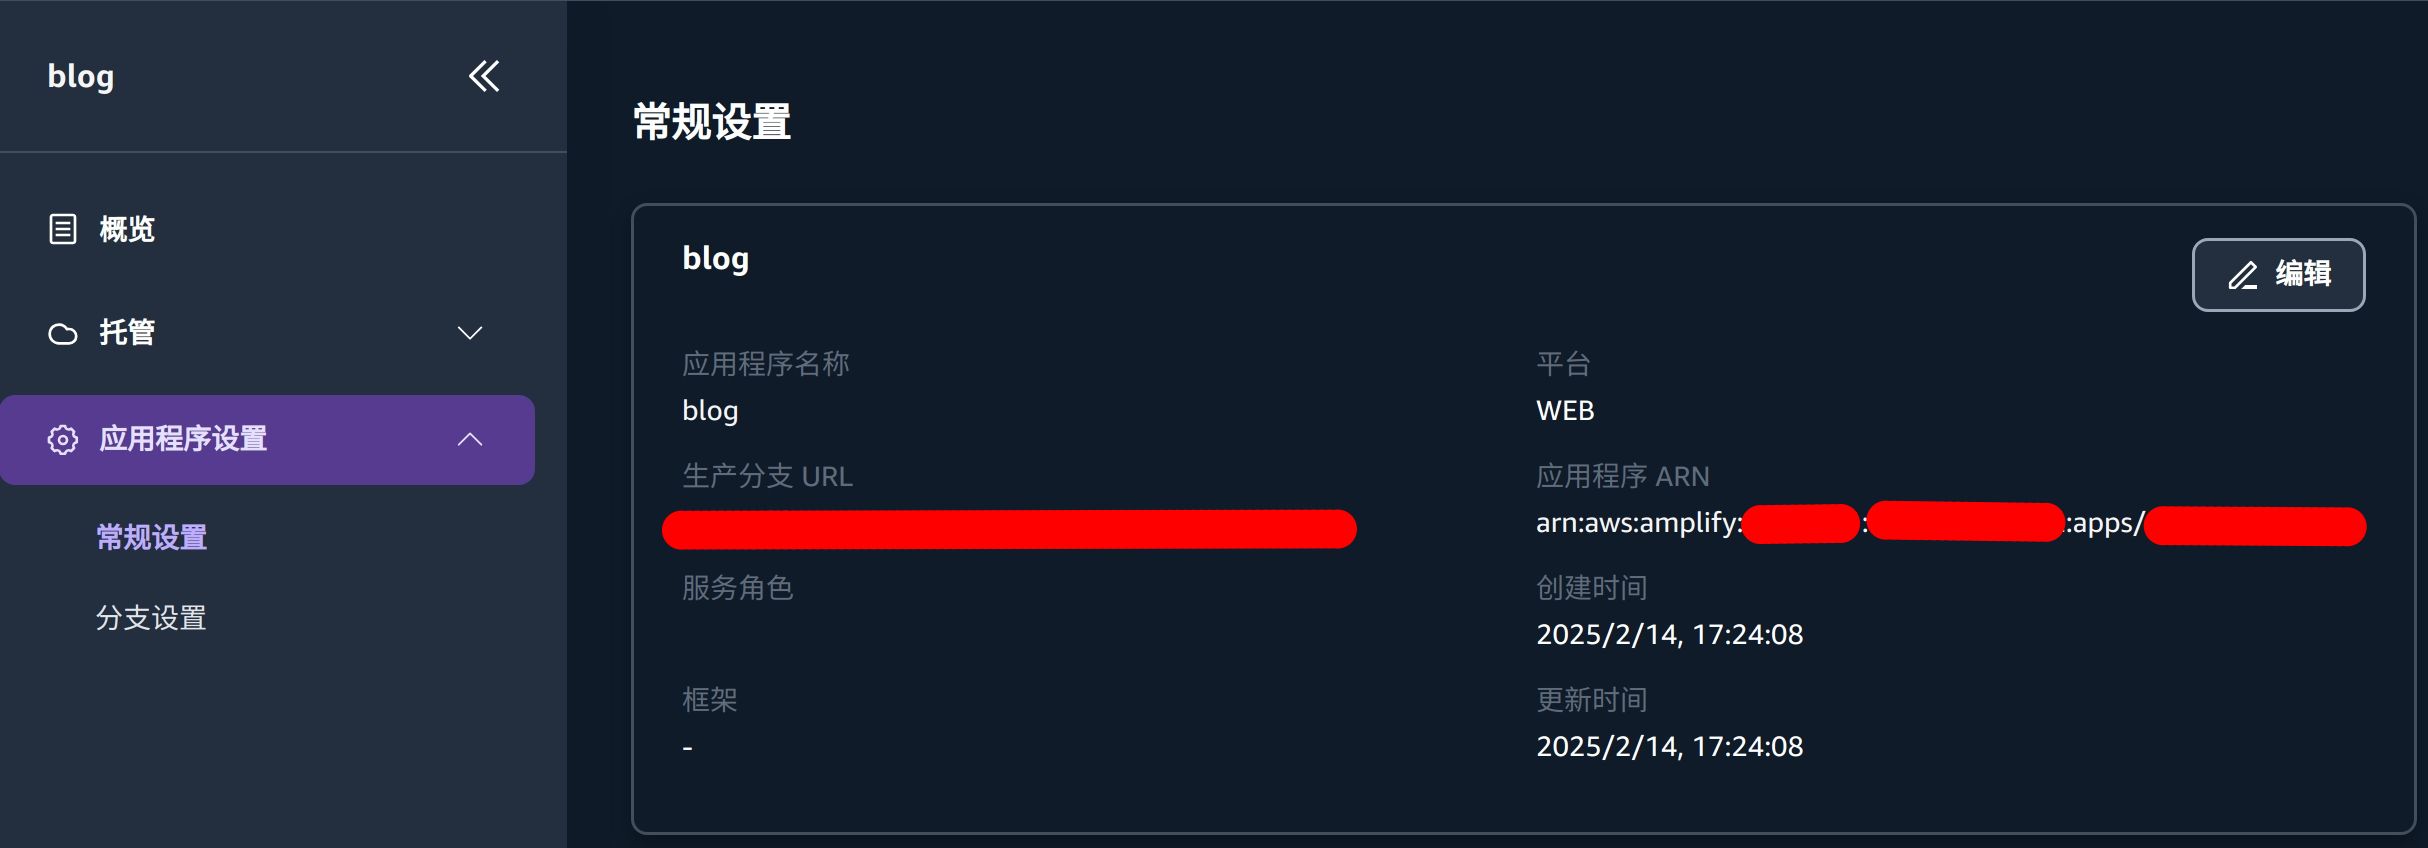 blog
概览
托管
应用程序设置
常规设置
分支设置
常规设置
blog
编辑
应用程序名称
blog
平台
WEB
生产分支 URL
应用程序 ARN
arn:aws:amplify: : :apps/
服务角色
创建时间
2025/2/14, 17:24:08
框架
-
更新时间
2025/2/14, 17:24:08